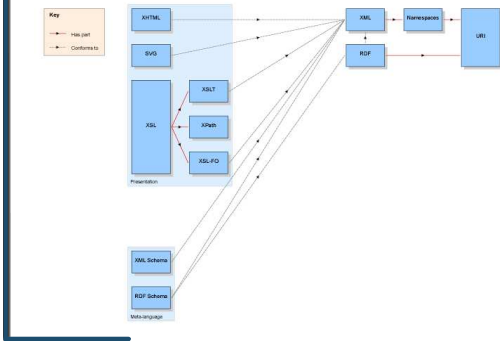 Key
Has part
Conforms to
XHTML
SVG
XSL
XSLT
XPath
XSL-FO
Presentation
XML
Namespaces
URI
RDF
XML Schema
RDF Schema
Meta-language